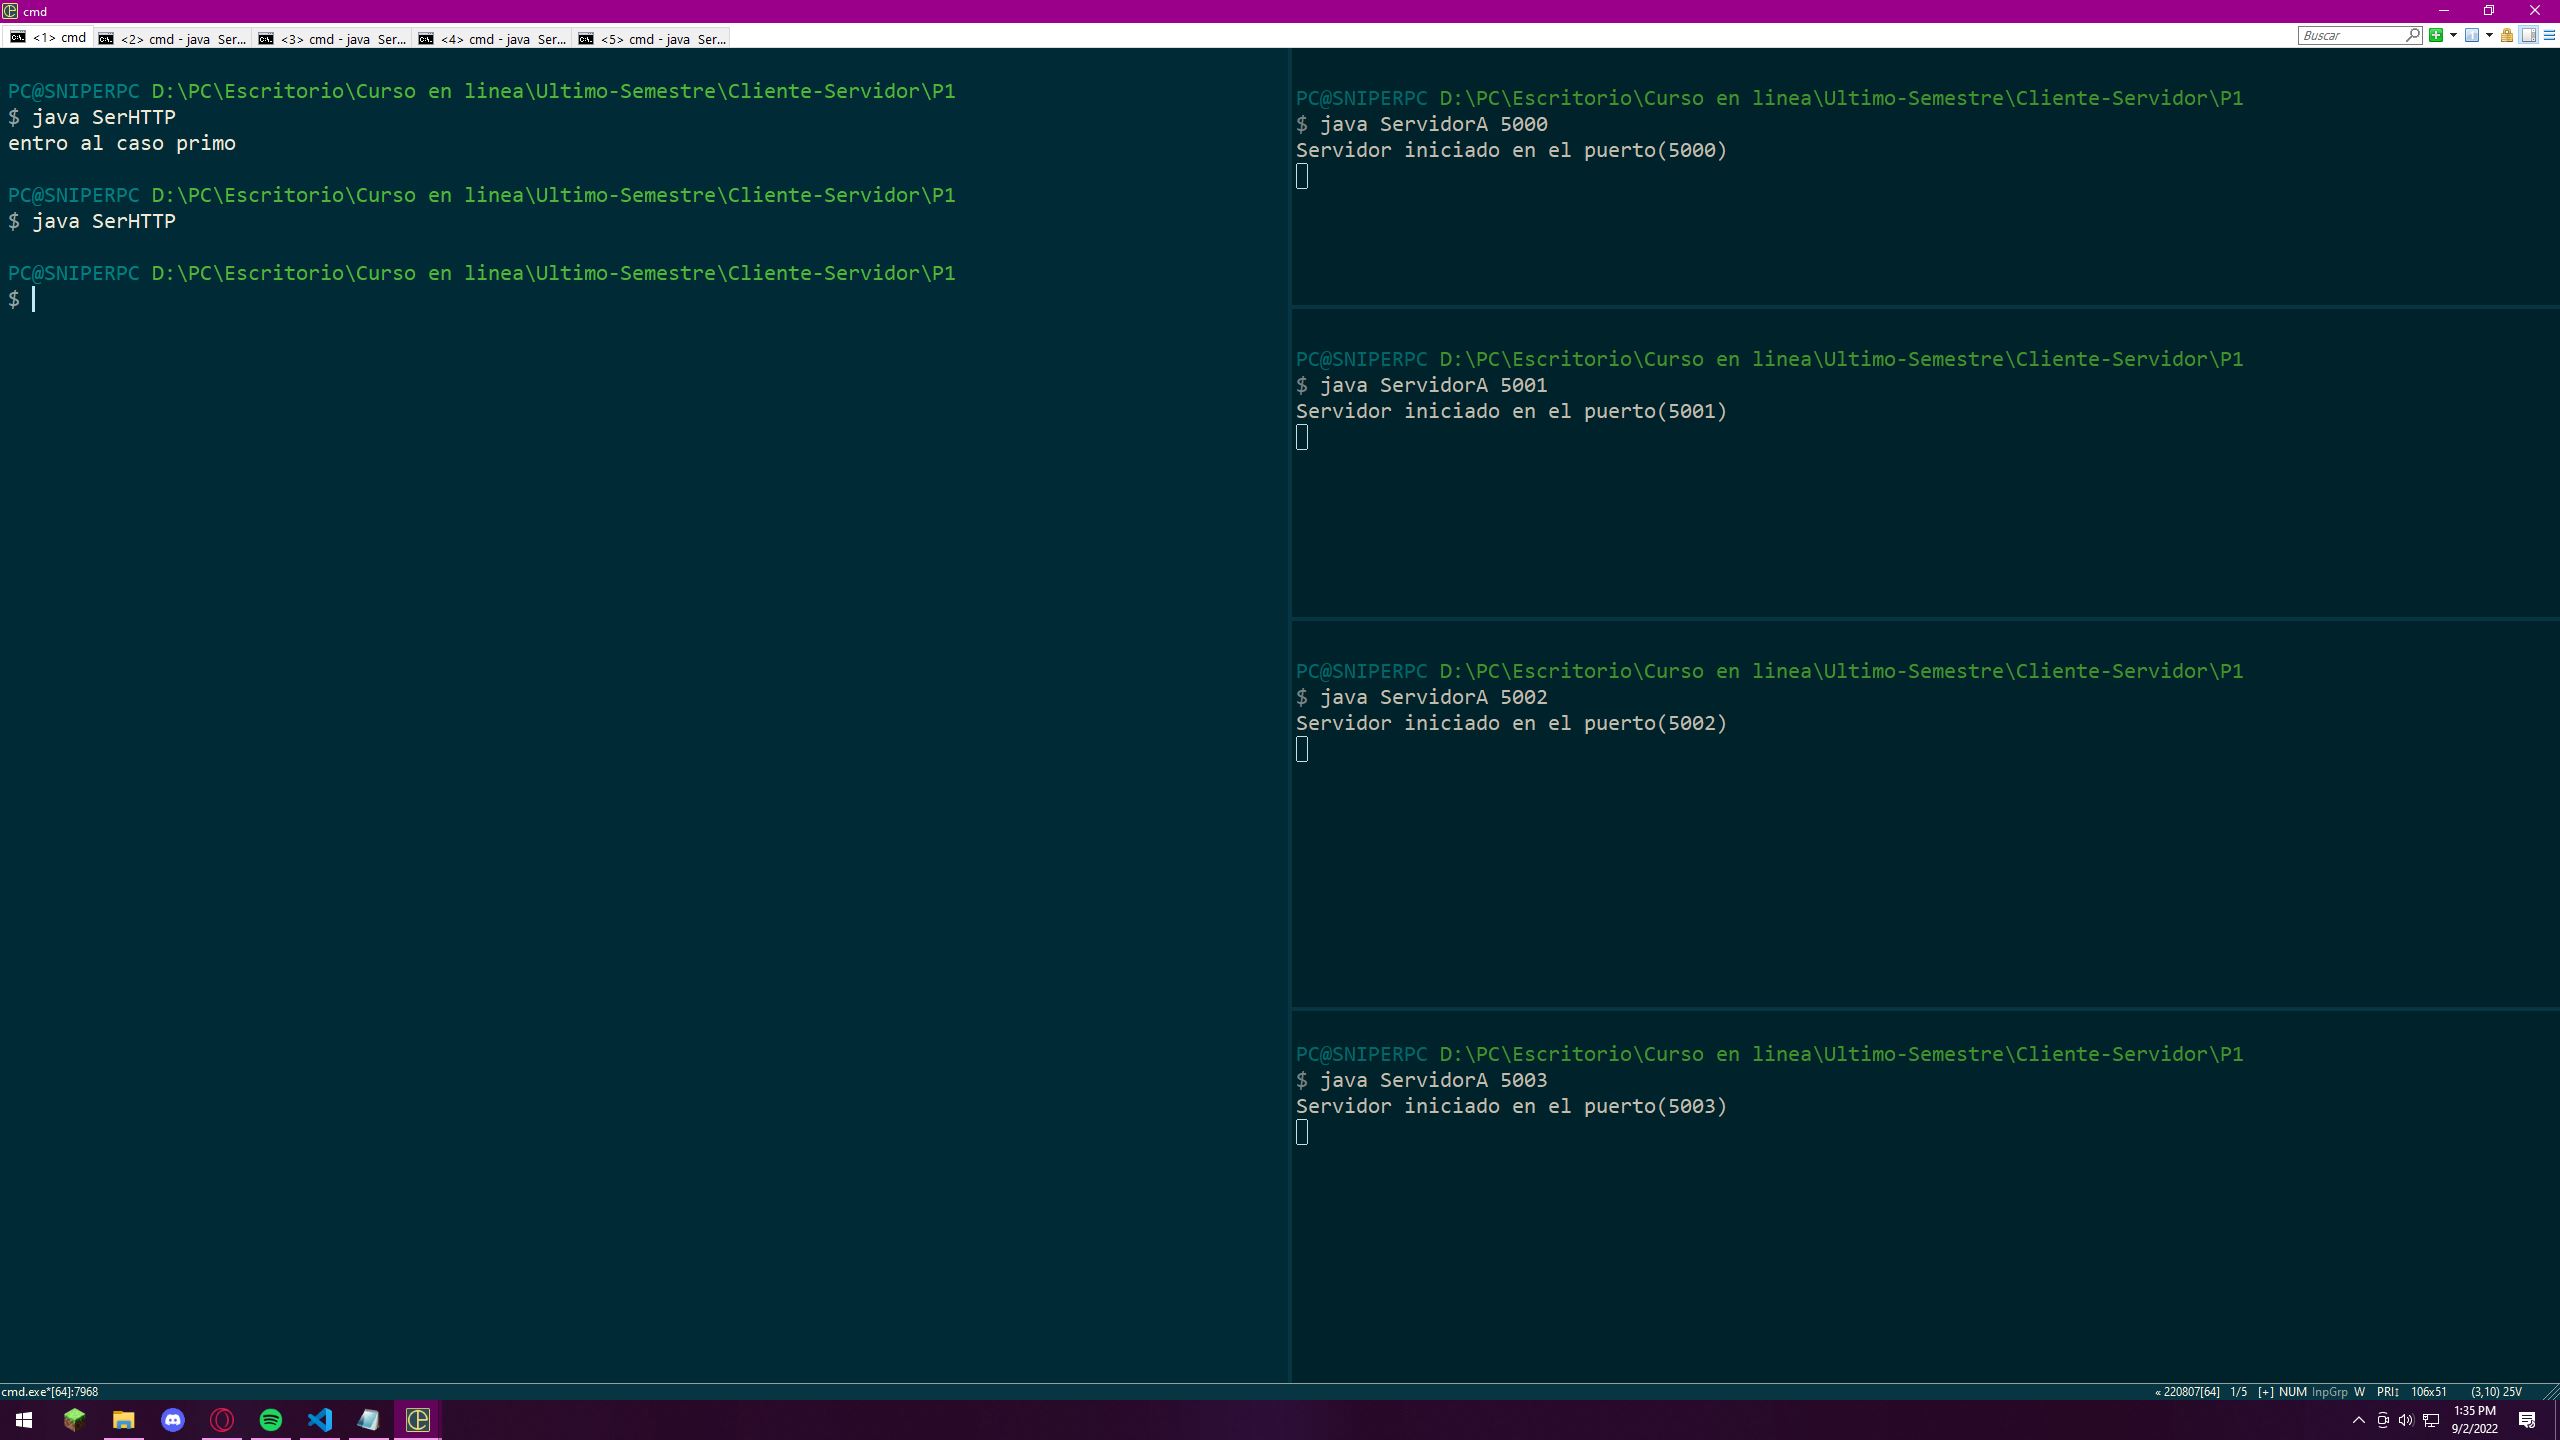 cmd
<1> cmd
<2> cmd - java Ser...
<3> cmd - java Ser...
<4> cmd - java Ser...
<5> cmd - java Ser...
Buscar
PC@SNIPERPC D:\PC\Escritorio\Curso en linea\Ultimo-Semestre\Cliente-Servidor\P1
$ java SerHTTP
entro al caso primo
PC@SNIPERPC D:\PC\Escritorio\Curso en linea\Ultimo-Semestre\Cliente-Servidor\P1
$ java SerHTTP
PC@SNIPERPC D:\PC\Escritorio\Curso en linea\Ultimo-Semestre\Cliente-Servidor\P1
$
PC@SNIPERPC D:\PC\Escritorio\Curso en linea\Ultimo-Semestre\Cliente-Servidor\P1
$ java ServidorA 5000
Servidor iniciado en el puerto(5000)
PC@SNIPERPC D:\PC\Escritorio\Curso en linea\Ultimo-Semestre\Cliente-Servidor\P1
$ java ServidorA 5001
Servidor iniciado en el puerto(5001)
PC@SNIPERPC D:\PC\Escritorio\Curso en linea\Ultimo-Semestre\Cliente-Servidor\P1
$ java ServidorA 5002
Servidor iniciado en el puerto(5002)
PC@SNIPERPC D:\PC\Escritorio\Curso en linea\Ultimo-Semestre\Cliente-Servidor\P1
$ java ServidorA 5003
Servidor iniciado en el puerto(5003)
cmd.exe*[64]:7968
« 220807[64] 1/5 [+] NUM InpGrp W PRI↕ 106x51 (3,10) 25V
1:35 PM
9/2/2022